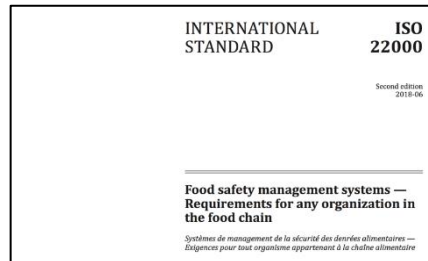 INTERNATIONAL
STANDARD
ISO
22000
Second edition
2018-06
Food safety management systems —
Requirements for any organization in
the food chain
Systèmes de management de la sécurité des denrées alimentaires —
Exigences pour tout organisme appartenant à la chaîne alimentaire